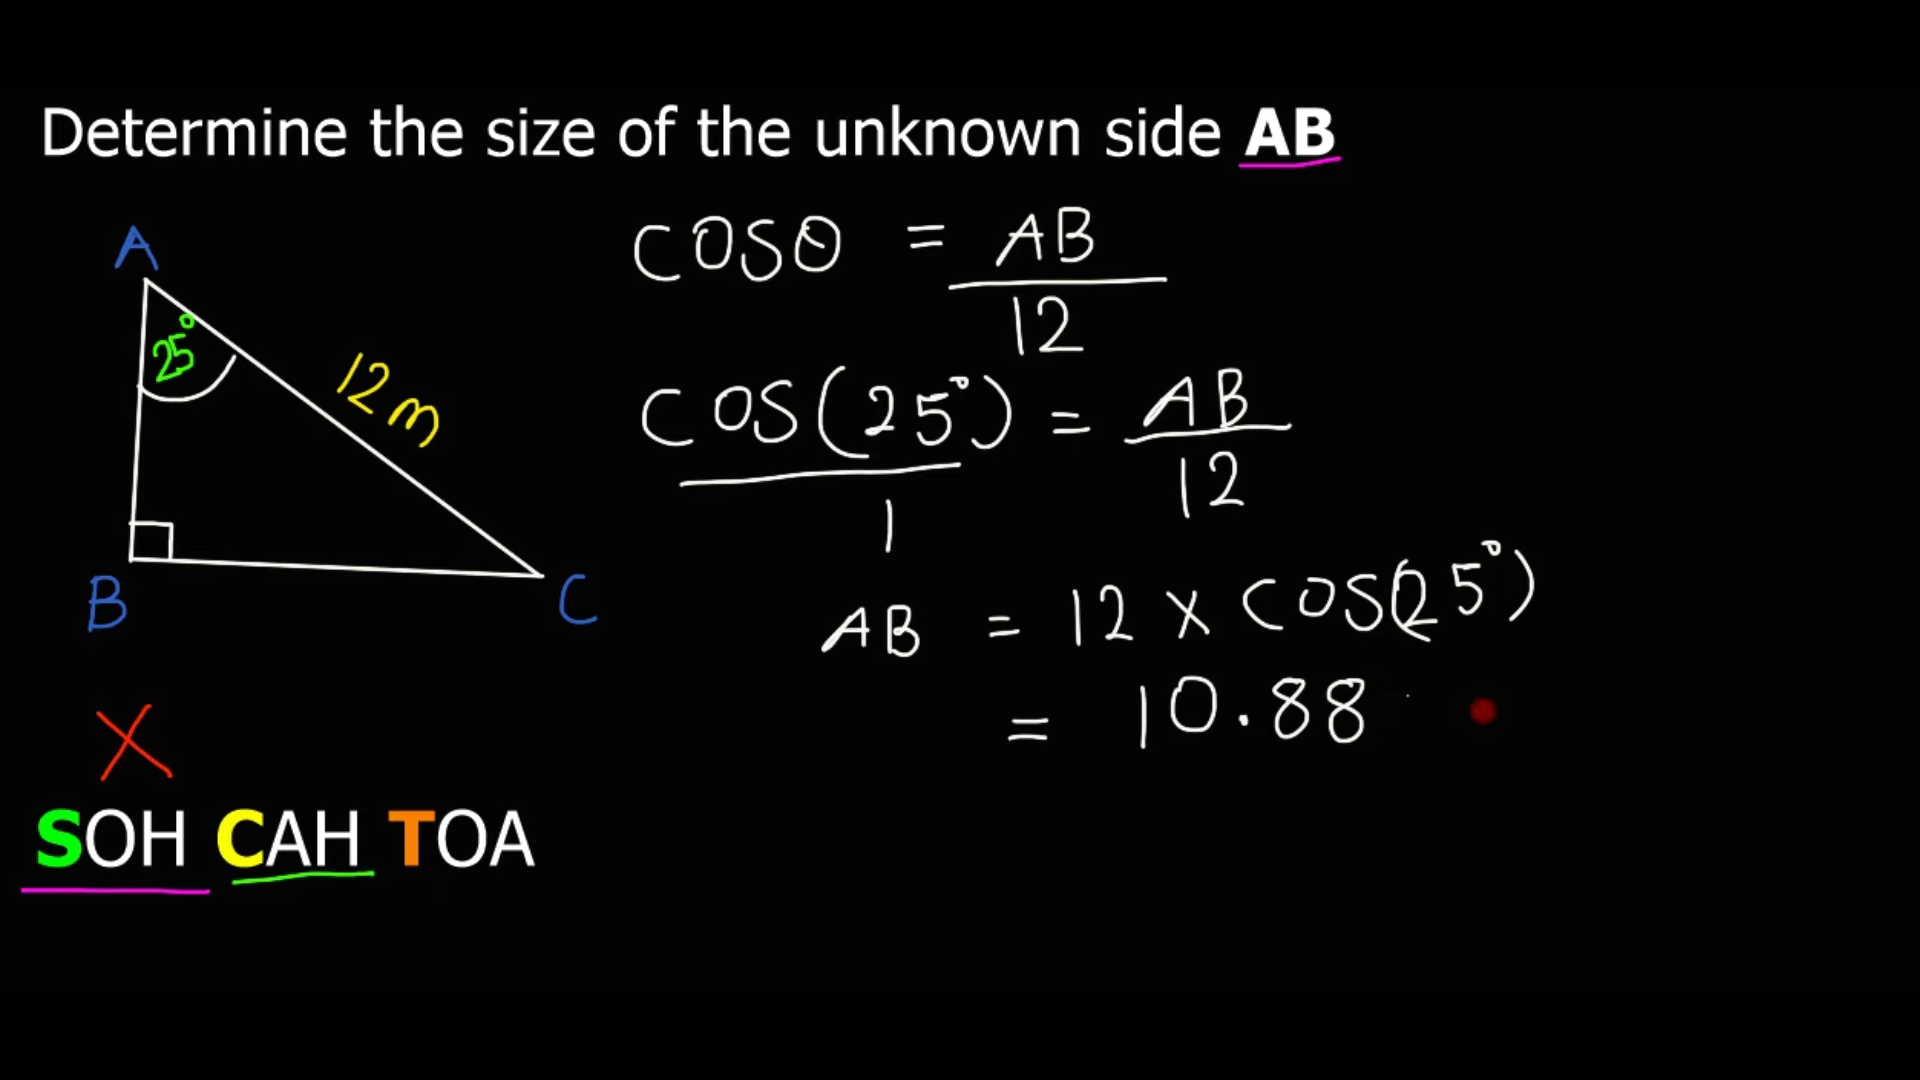 Determine the size of the unknown side AB
A
25°
12m
B
C
COSθ = AB
12
COS(25°) = AB
1
12
AB = 12 × COS(25°)
= 10.88
X
SOH CAH TOA